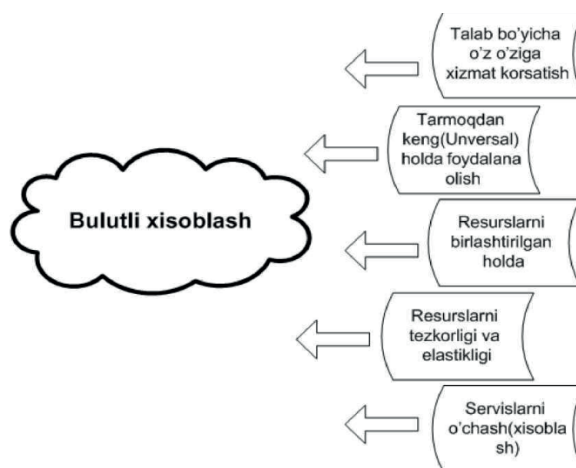 Talab bo'yicha
o'z o'ziga
xizmat korsatish
Tarmoqdan
keng(Unversal)
holda foydalana
olish
Bulutli xisoblash
Resurslarni
birlashtirilgan
holda
Resurslarni
tezkorligi va
elastikligi
Servislarni
o'chash(xisobla
sh)